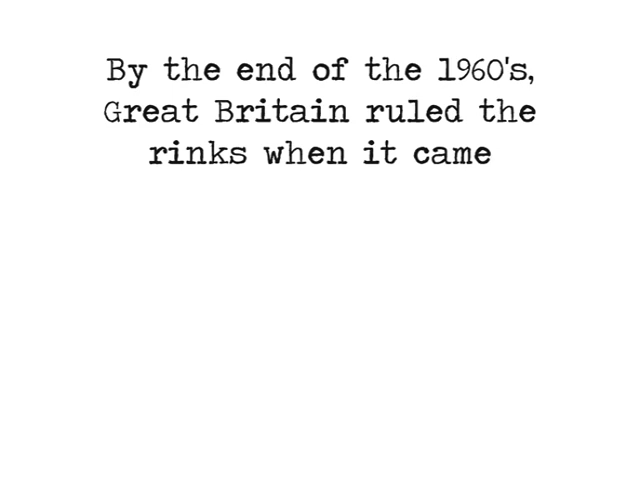 By the end of the 1960's,
Great Britain ruled the
rinks when it came